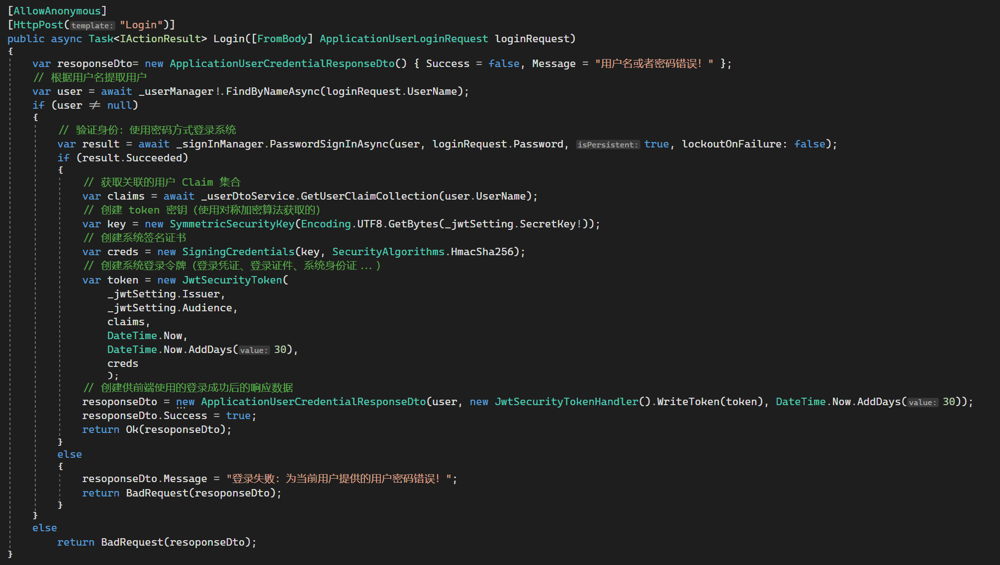 [AllowAnonymous]
[HttpPost(template: "Login")]
public async Task<IActionResult> Login([FromBody] ApplicationUserLoginRequest loginRequest)
{
    var resoponseDto= new ApplicationUserCredentialResponseDto() { Success = false, Message = "用户名或者密码错误！" };
    // 根据用户名提取用户
    var user = await _userManager!.FindByNameAsync(loginRequest.UserName);
    if (user ≠ null)
    {
        // 验证身份：使用密码方式登录系统
        var result = await _signInManager.PasswordSignInAsync(user, loginRequest.Password, isPersistent: true, lockoutOnFailure: false);
        if (result.Succeeded)
        {
            // 获取关联的用户 Claim 集合
            var claims = await _userDtoService.GetUserClaimCollection(user.UserName);
            // 创建 token 密钥（使用对称加密算法获取的）
            var key = new SymmetricSecurityKey(Encoding.UTF8.GetBytes(_jwtSetting.SecretKey!));
            // 创建系统签名证书
            var creds = new SigningCredentials(key, SecurityAlgorithms.HmacSha256);
            // 创建系统登录令牌（登录凭证、登录证件、系统身份证...）
            var token = new JwtSecurityToken(
                _jwtSetting.Issuer,
                _jwtSetting.Audience,
                claims,
                DateTime.Now,
                DateTime.Now.AddDays(value: 30),
                creds
                );
            // 创建供前端使用的登录成功后的响应数据
            resoponseDto = new ApplicationUserCredentialResponseDto(user, new JwtSecurityTokenHandler().WriteToken(token), DateTime.Now.AddDays(value: 30));
            resoponseDto.Success = true;
            return Ok(resoponseDto);
        }
        else
        {
            resoponseDto.Message = "登录失败：为当前用户提供的用户密码错误！";
            return BadRequest(resoponseDto);
        }
    }
    else
        return BadRequest(resoponseDto);
}